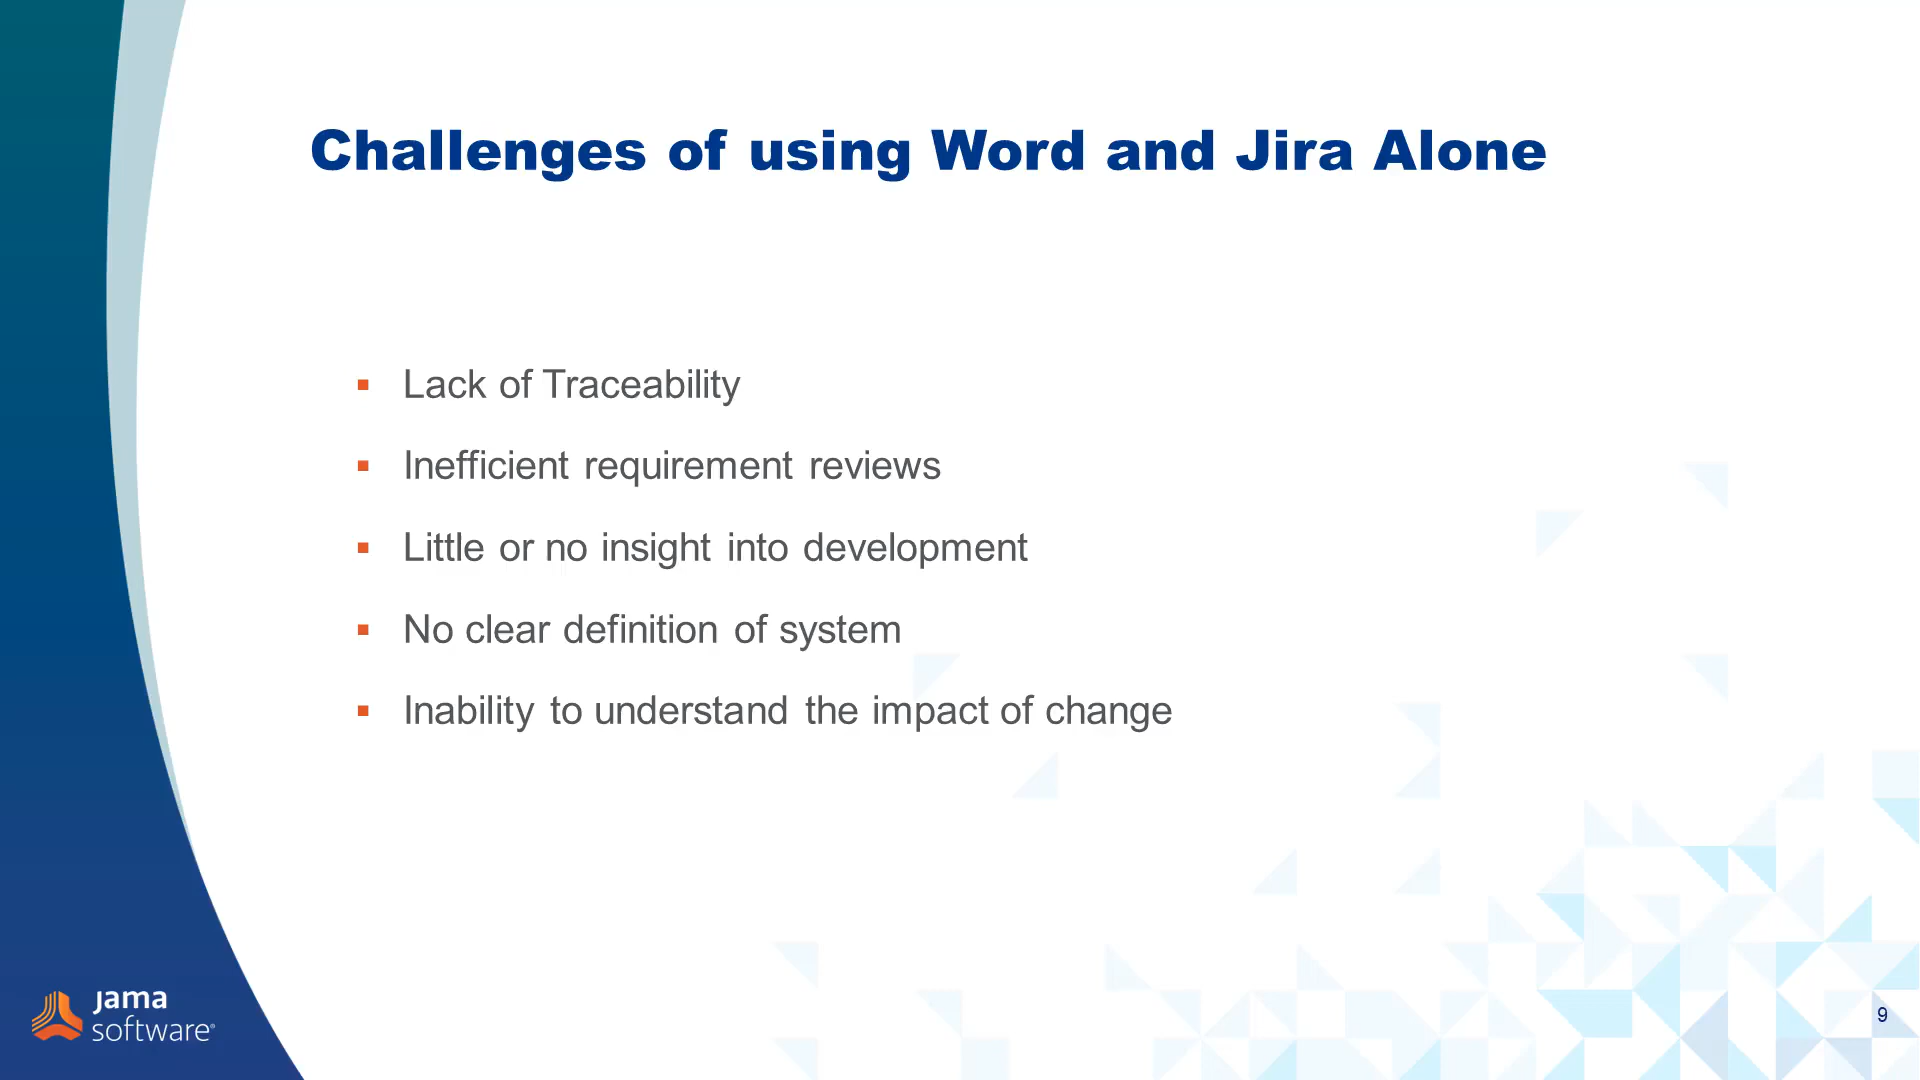 Challenges of using Word and Jira Alone
▪ Lack of Traceability
▪ Inefficient requirement reviews
▪ Little or no insight into development
▪ No clear definition of system
▪ Inability to understand the impact of change
jama
software®
9